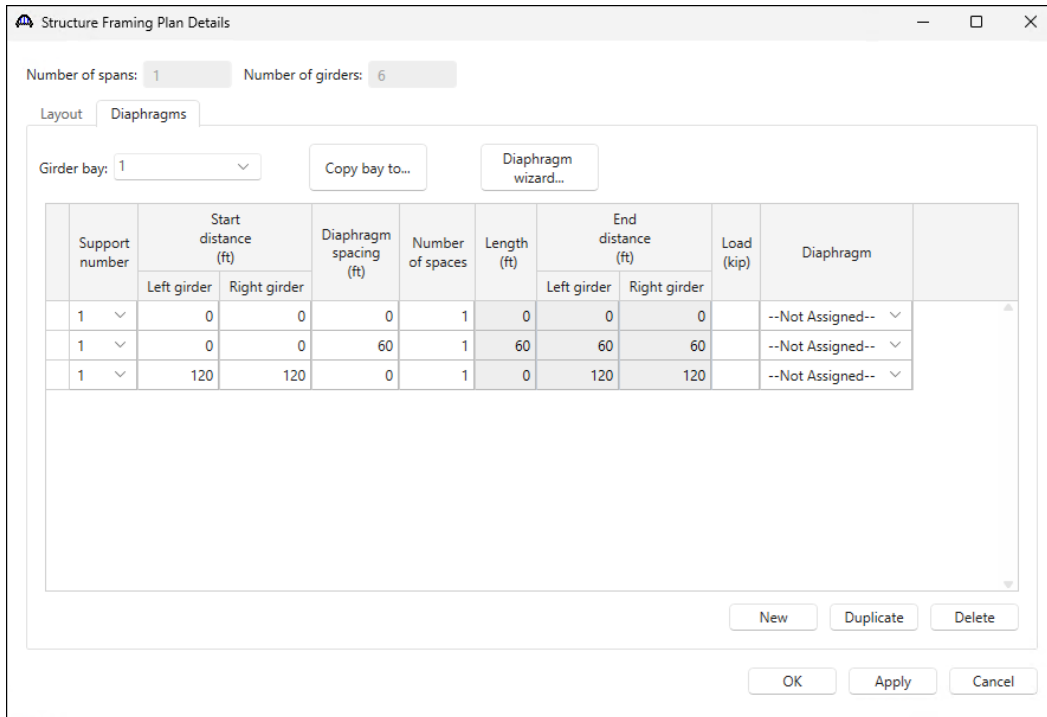 Structure Framing Plan Details
Number of spans: 1 Number of girders: 6
Layout Diaphragms
Girder bay: 1 Copy bay to... Diaphragm wizard...
Support number Start distance (ft) Diaphragm spacing (ft) Number of spaces Length (ft) End distance (ft) Load (kip) Diaphragm
Left girder Right girder Left girder Right girder
1 0 0 0 1 0 0 0 --Not Assigned--
1 0 0 60 1 60 60 60 --Not Assigned--
1 120 120 0 1 0 120 120 --Not Assigned--
New Duplicate Delete
OK Apply Cancel